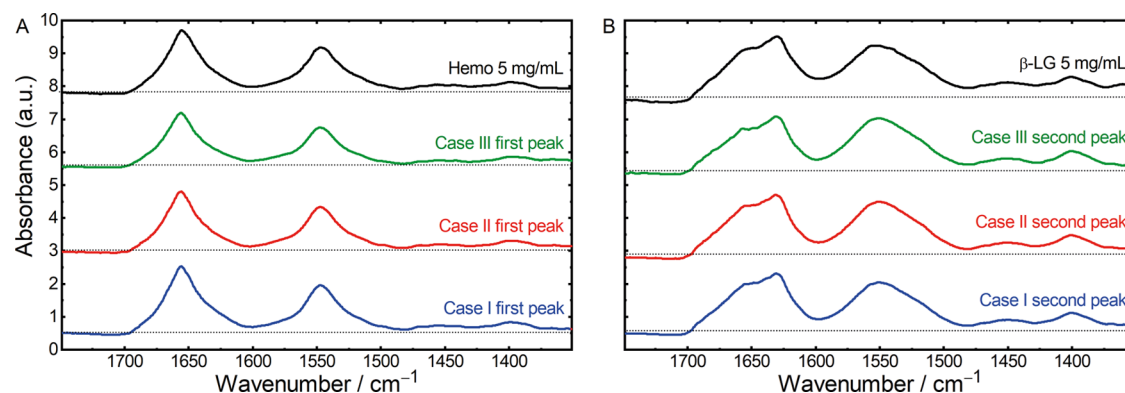 A
Absorbance (a.u.)
10
9
8
7
6
5
4
3
2
1
0
Hemo 5 mg/mL
Case III first peak
Case II first peak
Case I first peak
1700 1650 1600 1550 1500 1450 1400
Wavenumber / cm⁻¹
B
β-LG 5 mg/mL
Case III second peak
Case II second peak
Case I second peak
1700 1650 1600 1550 1500 1450 1400
Wavenumber / cm⁻¹